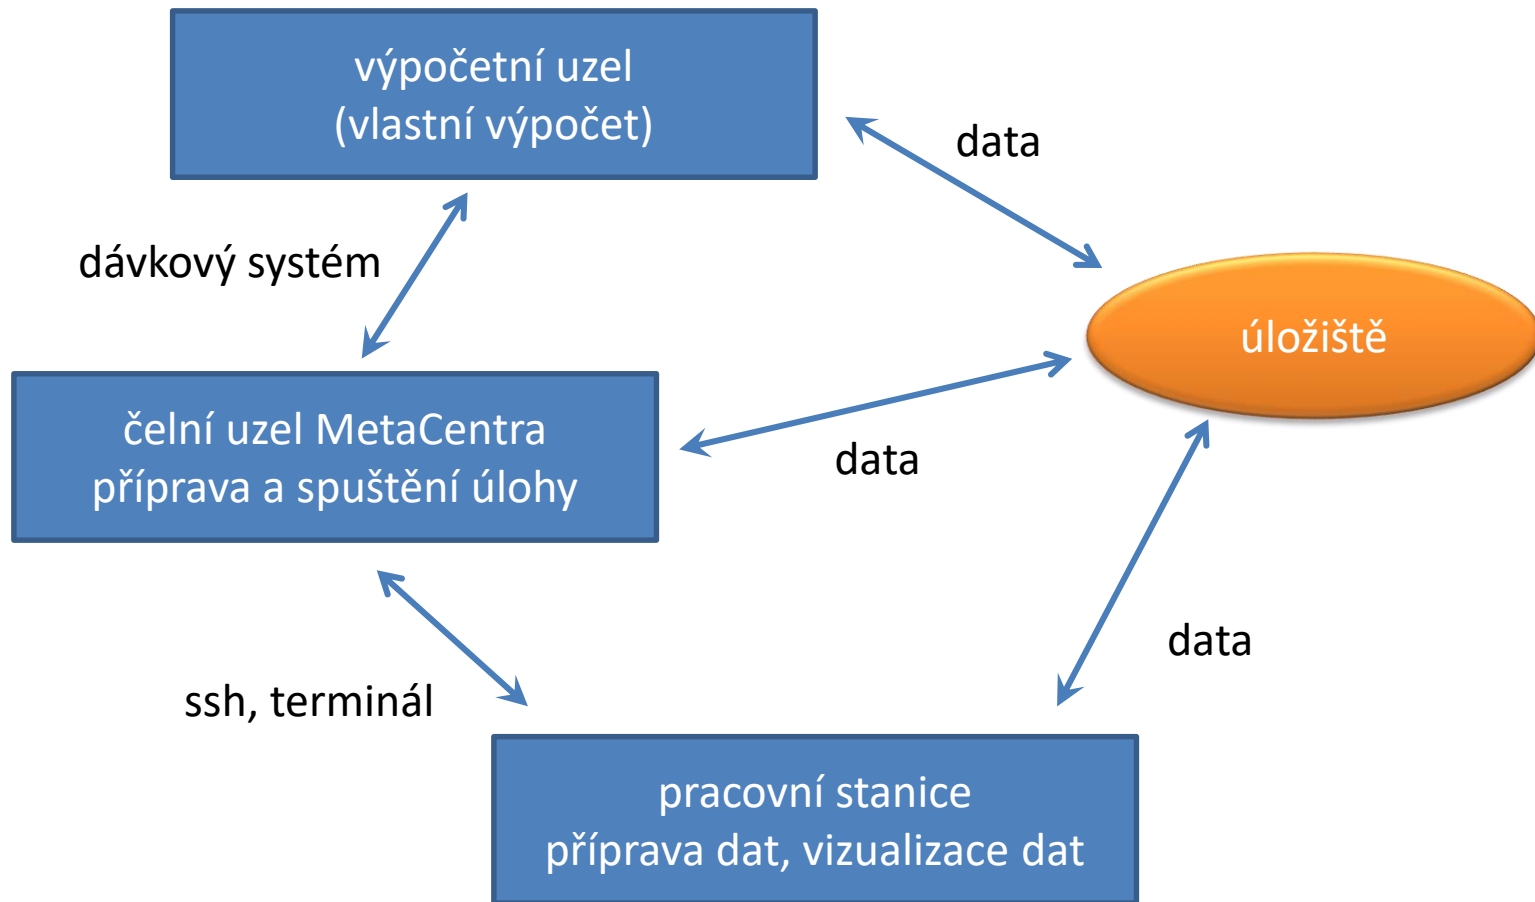 výpočetní uzel
(vlastní výpočet)
data
dávkový systém
úložiště
čelní uzel MetaCentra
příprava a spuštění úlohy
data
data
ssh, terminál
pracovní stanice
příprava dat, vizualizace dat